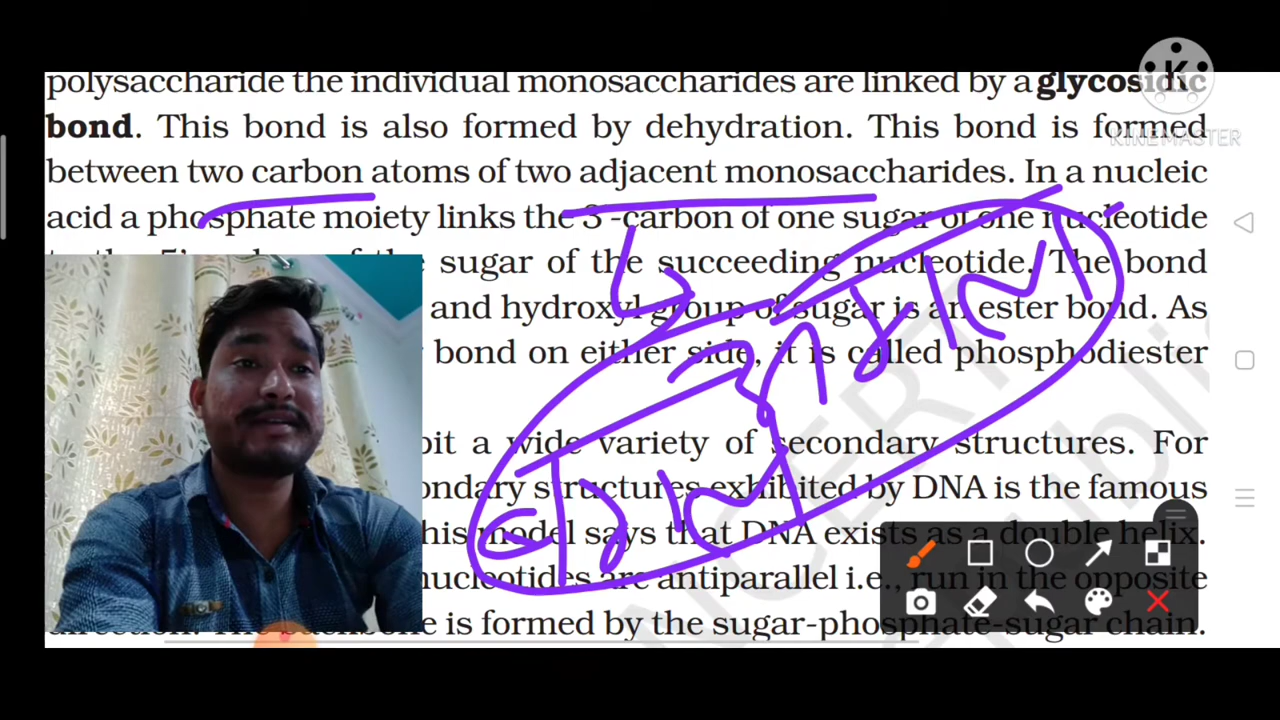 polysaccharide the individual monosaccharides are linked by a glycosidic
bond. This bond is also formed by dehydration. This bond is formed
between two carbon atoms of two adjacent monosaccharides. In a nucleic
acid a phosphate moiety links the 3'-carbon of one sugar of one nucleotide
5' sugar of the succeeding nucleotide. The bond
and hydroxyl group of sugar is an ester bond. As
bond on either side, it is called phosphodiester
a wide variety of secondary structures. For
structures exhibited by DNA is the famous
model says that DNA exists as a double helix.
nucleotides are antiparallel i.e., run in the opposite
is formed by the sugar-phosphate-sugar chain.
K
KINEMASTER
NCERT